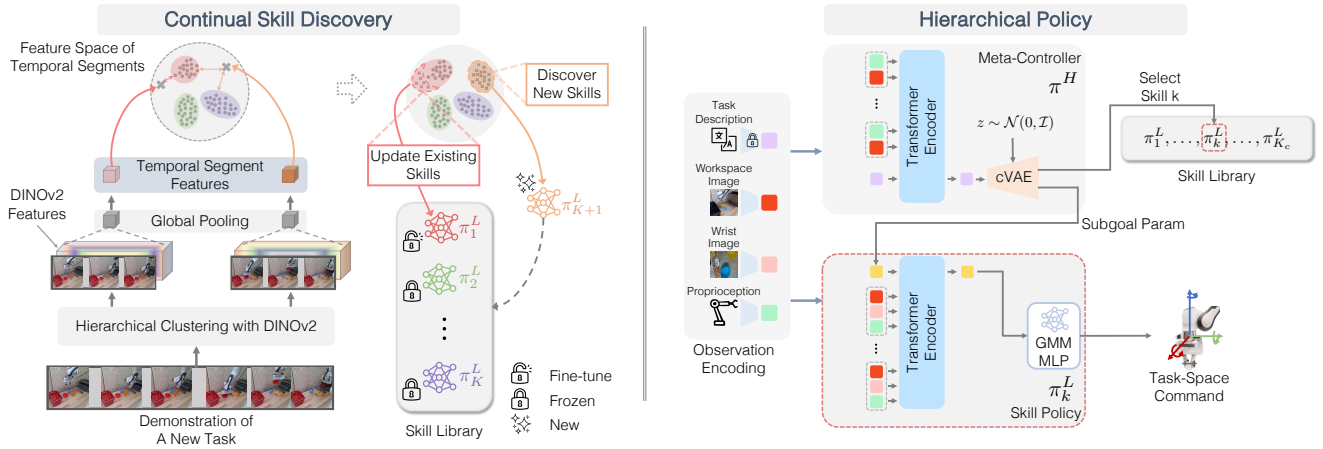 Continual Skill Discovery
Feature Space of
Temporal Segments
Discover
New Skills
Update Existing
Skills
Temporal Segment
Features
DINOv2
Features
Global Pooling
Hierarchical Clustering with DINOv2
Demonstration of
A New Task
π^L_{K+1}
π^L_1
π^L_2
π^L_K
Skill Library
Fine-tune
Frozen
New
Hierarchical Policy
Meta-Controller
π^H
Transformer
Encoder
z ∼ N(0, I)
cVAE
Select
Skill k
π^L_1, . . . , π^L_k, . . . , π^L_{K_c}
Skill Library
Subgoal Param
Task
Description
文
A
Workspace
Image
Wrist
Image
Proprioception
Observation
Encoding
Transformer
Encoder
GMM
MLP
π^L_k
Skill Policy
Task-Space
Command